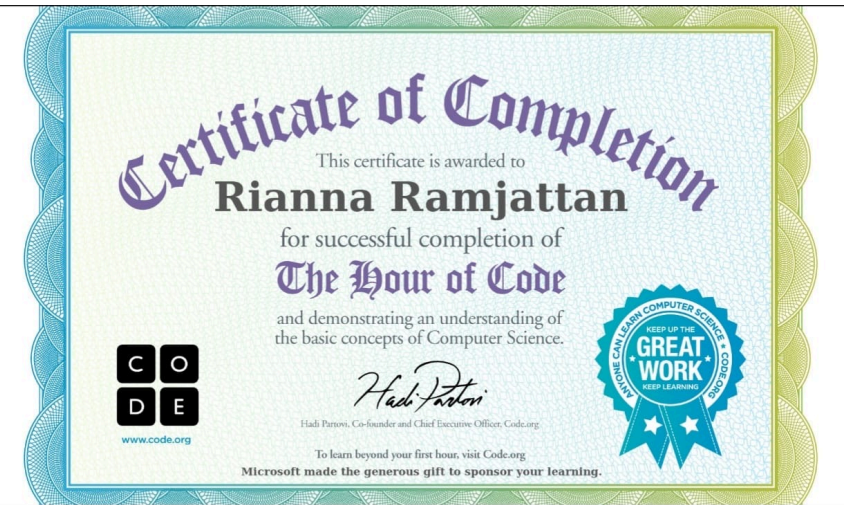 Certificate of Completion
This certificate is awarded to
Rianna Ramjattan
for successful completion of
The Hour of Code
and demonstrating an understanding of
the basic concepts of Computer Science.
C O
D E
www.code.org
Hadi Partovi
Hadi Partovi, Co-founder and Chief Executive Officer, Code.org
To learn beyond your first hour, visit Code.org
Microsoft made the generous gift to sponsor your learning.
ANYONE CAN LEARN COMPUTER SCIENCE • CODE.ORG
KEEP UP THE
GREAT
WORK
KEEP LEARNING